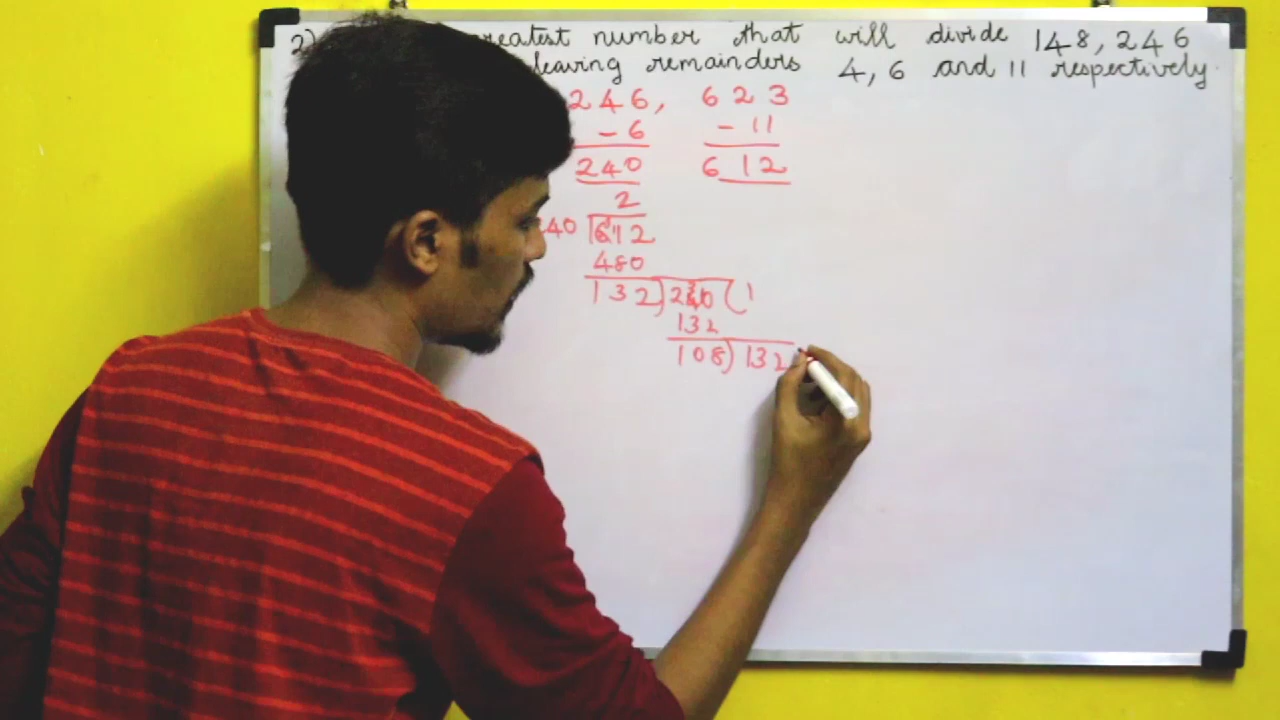 2) greatest number that will divide 148, 246
leaving remainders 4, 6 and 11 respectively.
246, 623
- 6 - 11
240 612
2
240 612
480
132) 240 ( 1
132
108) 132